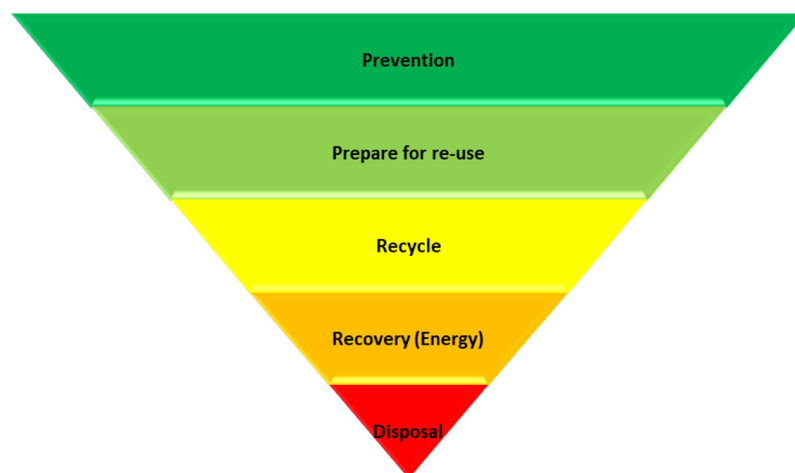 Prevention
Prepare for re-use
Recycle
Recovery (Energy)
Disposal